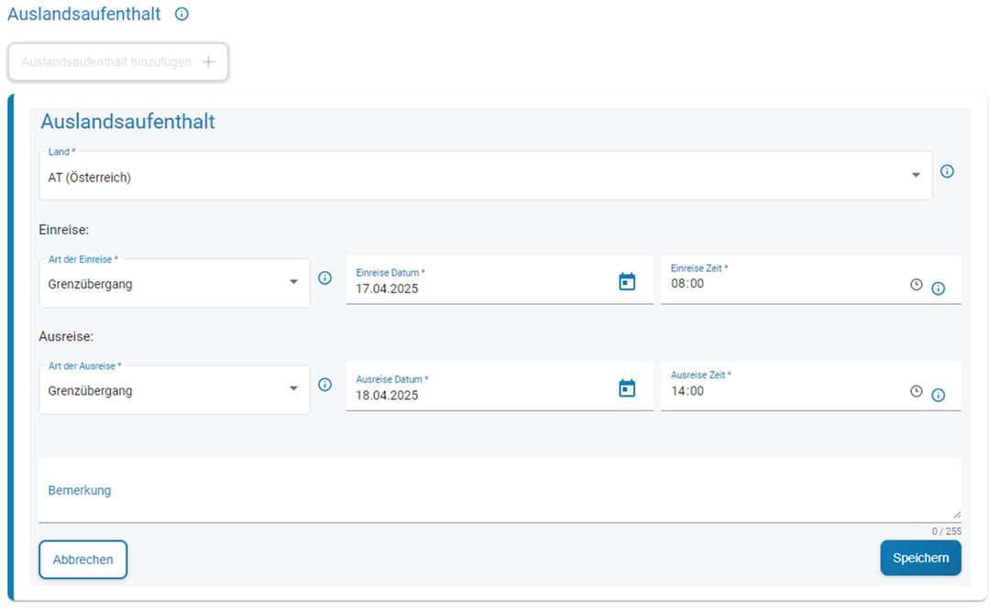 Auslandsaufenthalt
Auslandsaufenthalt hinzufügen +
Auslandsaufenthalt
Land *
AT (Österreich)
Einreise:
Art der Einreise *
Grenzübergang
Einreise Datum *
17.04.2025
Einreise Zeit *
08:00
Ausreise:
Art der Ausreise *
Grenzübergang
Ausreise Datum *
18.04.2025
Ausreise Zeit *
14:00
Bemerkung
0 / 255
Abbrechen
Speichern